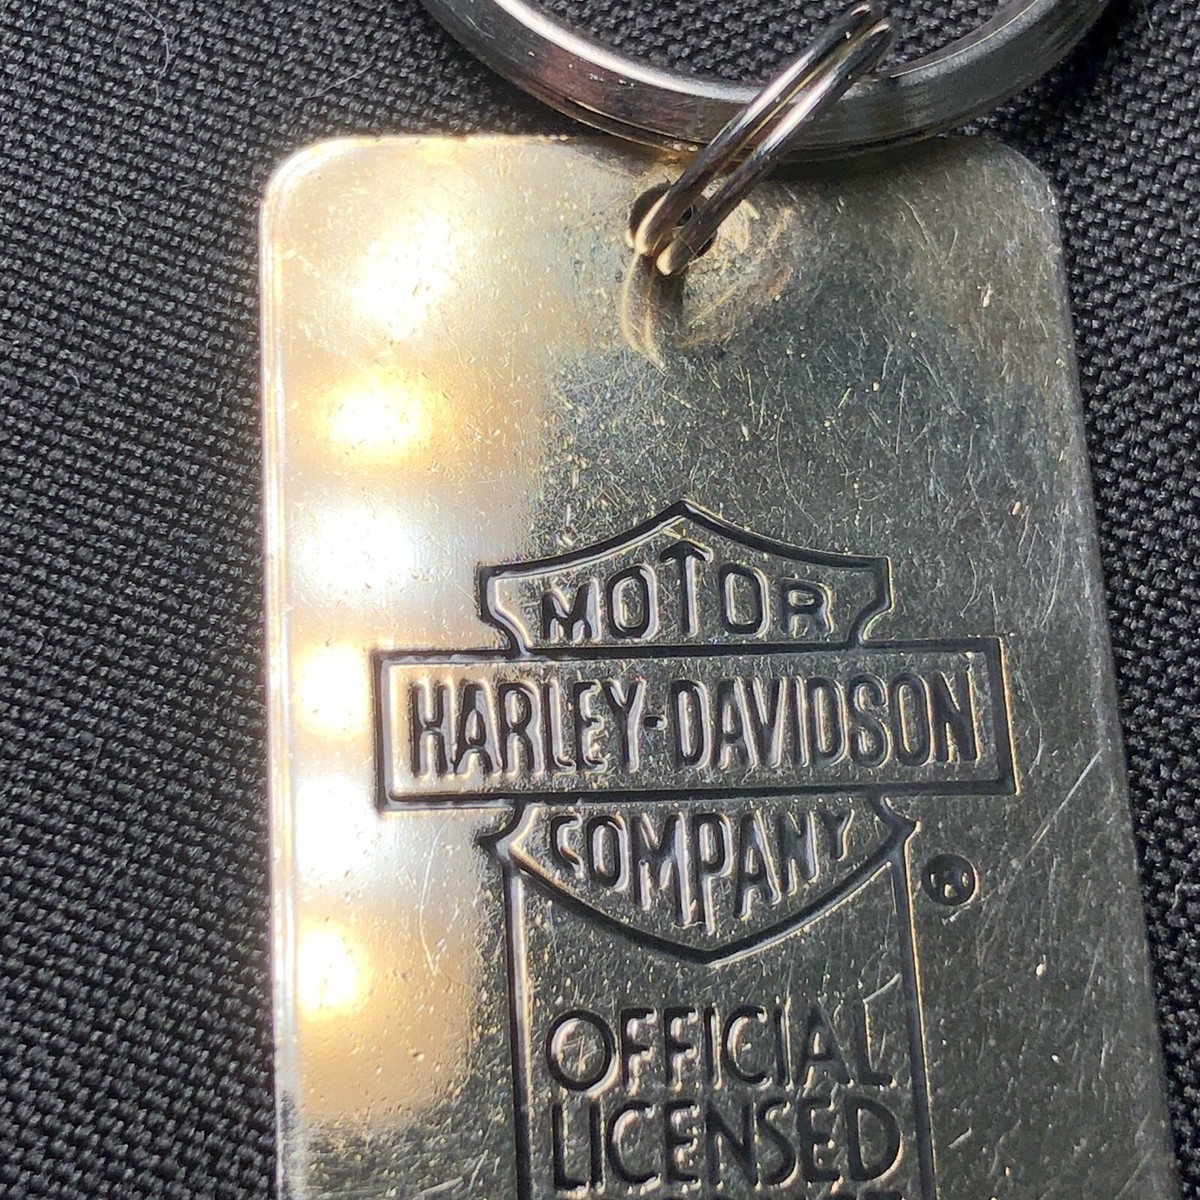 MOTOR
HARLEY-DAVIDSON
COMPANY
®
OFFICIAL
LICENSED